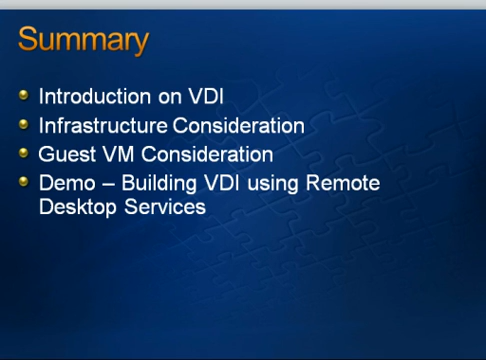 Summary
Introduction on VDI
Infrastructure Consideration
Guest VM Consideration
Demo – Building VDI using Remote
Desktop Services